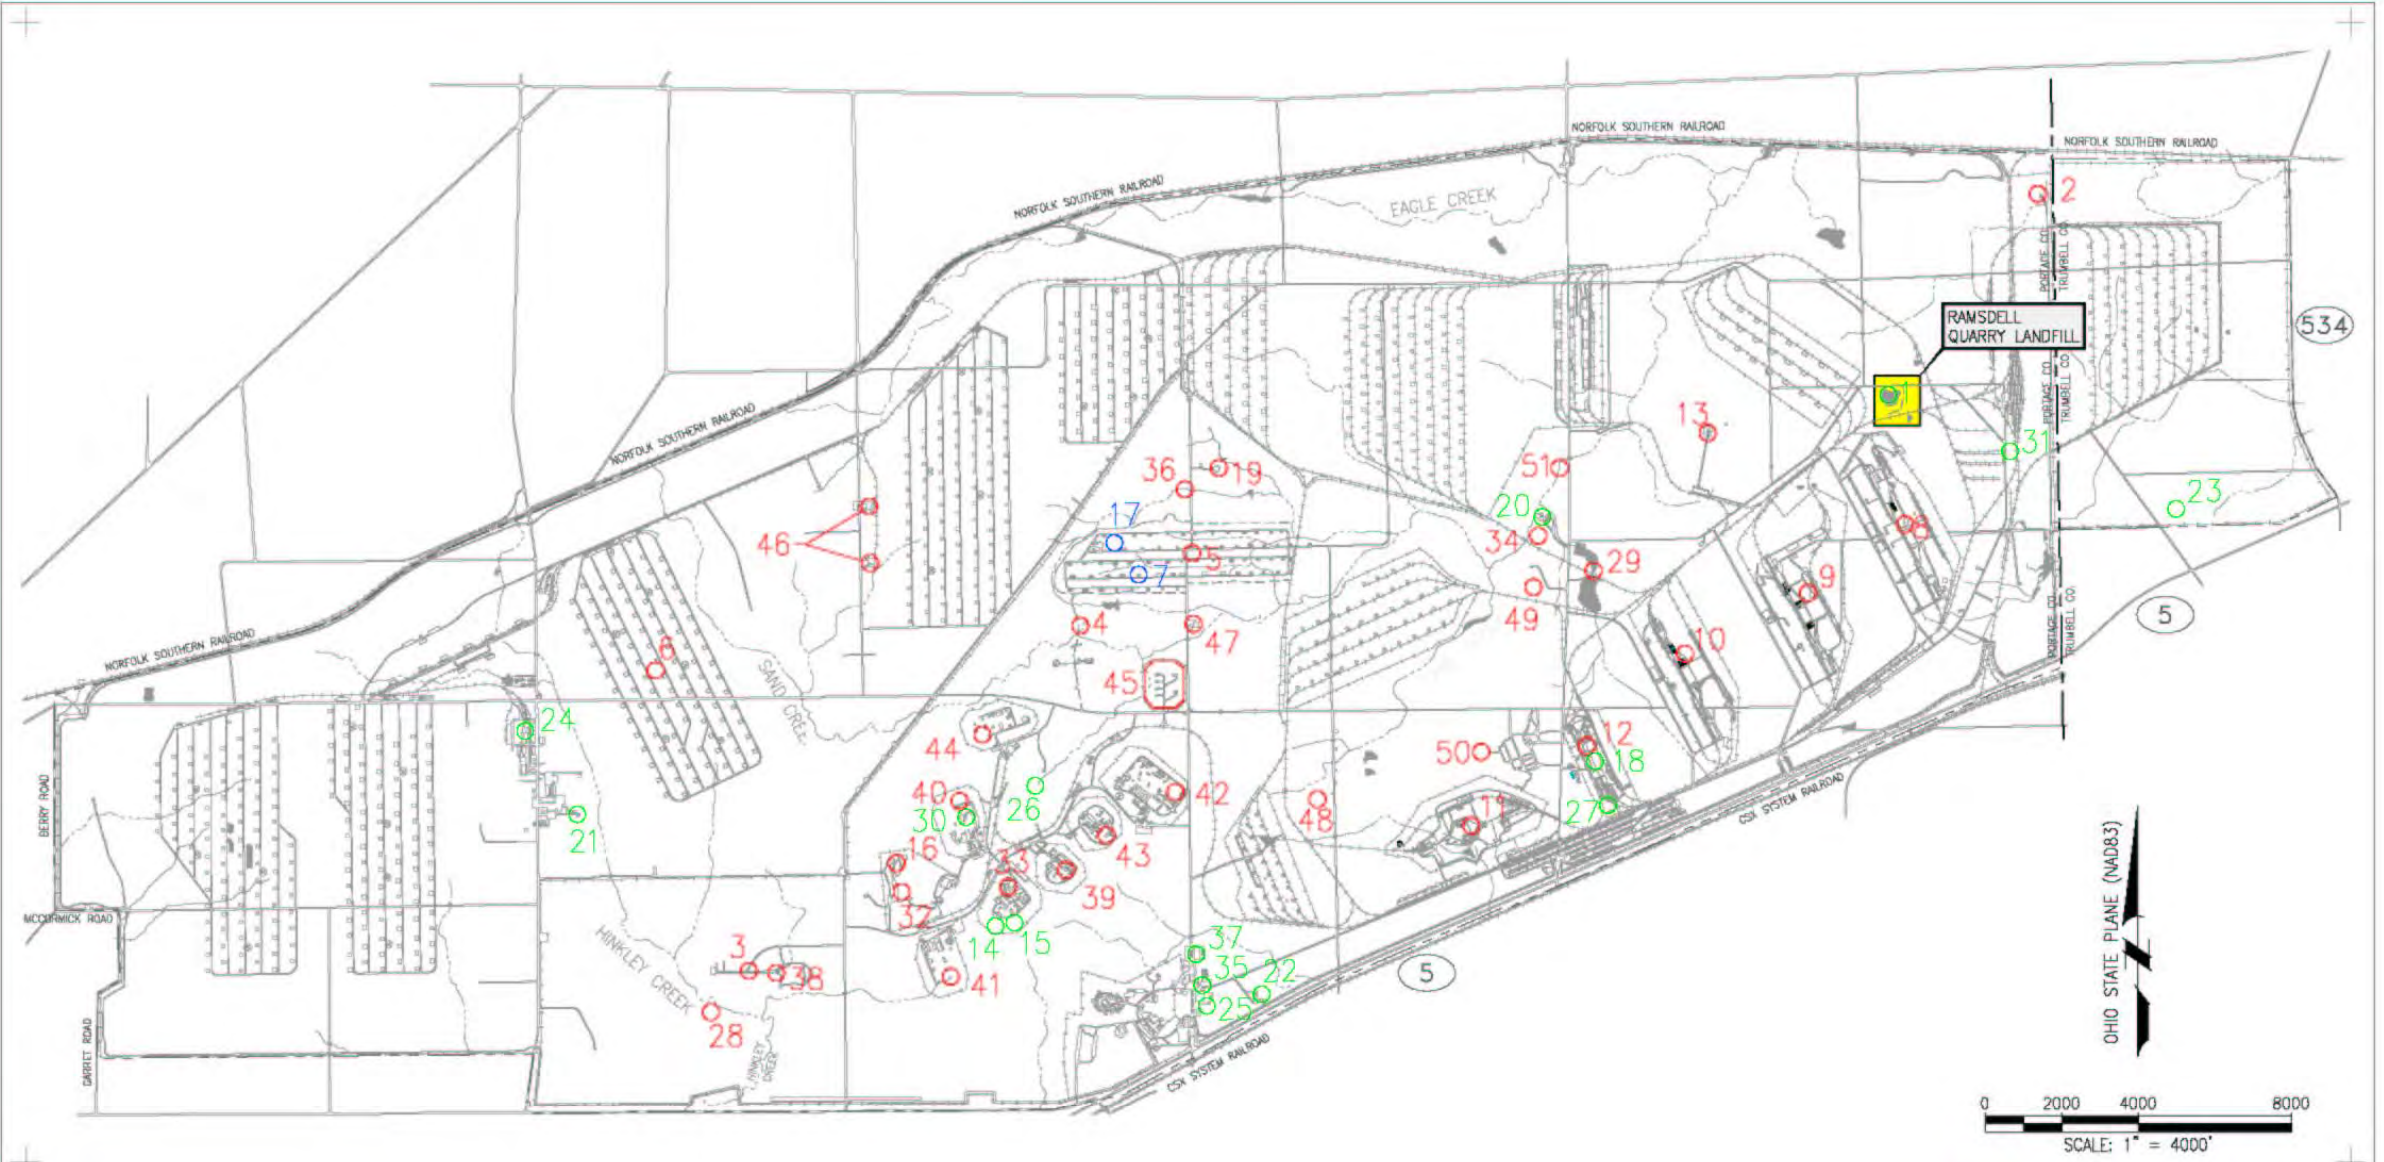 NORFOLK SOUTHERN RAILROAD
NORFOLK SOUTHERN RAILROAD
NORFOLK SOUTHERN RAILROAD
EAGLE CREEK
2
PORTAGE CO.
TRUMBELL CO.
RAMSDELL
QUARRY LANDFILL
534
1
PORTAGE CO
TRUMBELL CO
NORFOLK SOUTHERN RAILROAD
13
31
36
19
51
23
17
20
8
46
5
34
29
7
49
9
5
4
47
PORTAGE CO.
TRUMBELL CO.
NORFOLK SOUTHERN RAILROAD
6
10
45
SAND CREEK
24
44
50
12
18
BERRY ROAD
40
26
42
48
27
CSX SYSTEM RAILROAD
21
30
11
16
33
43
39
32
MCCORMICK ROAD
14
15
HINKLEY CREEK
3
38
41
37
35
22
25
5
28
OHIO STATE PLANE (NAD83)
GARRET ROAD
HINKLEY
CREEK
CSX SYSTEM RAILROAD
0 2000 4000 8000
SCALE: 1" = 4000'